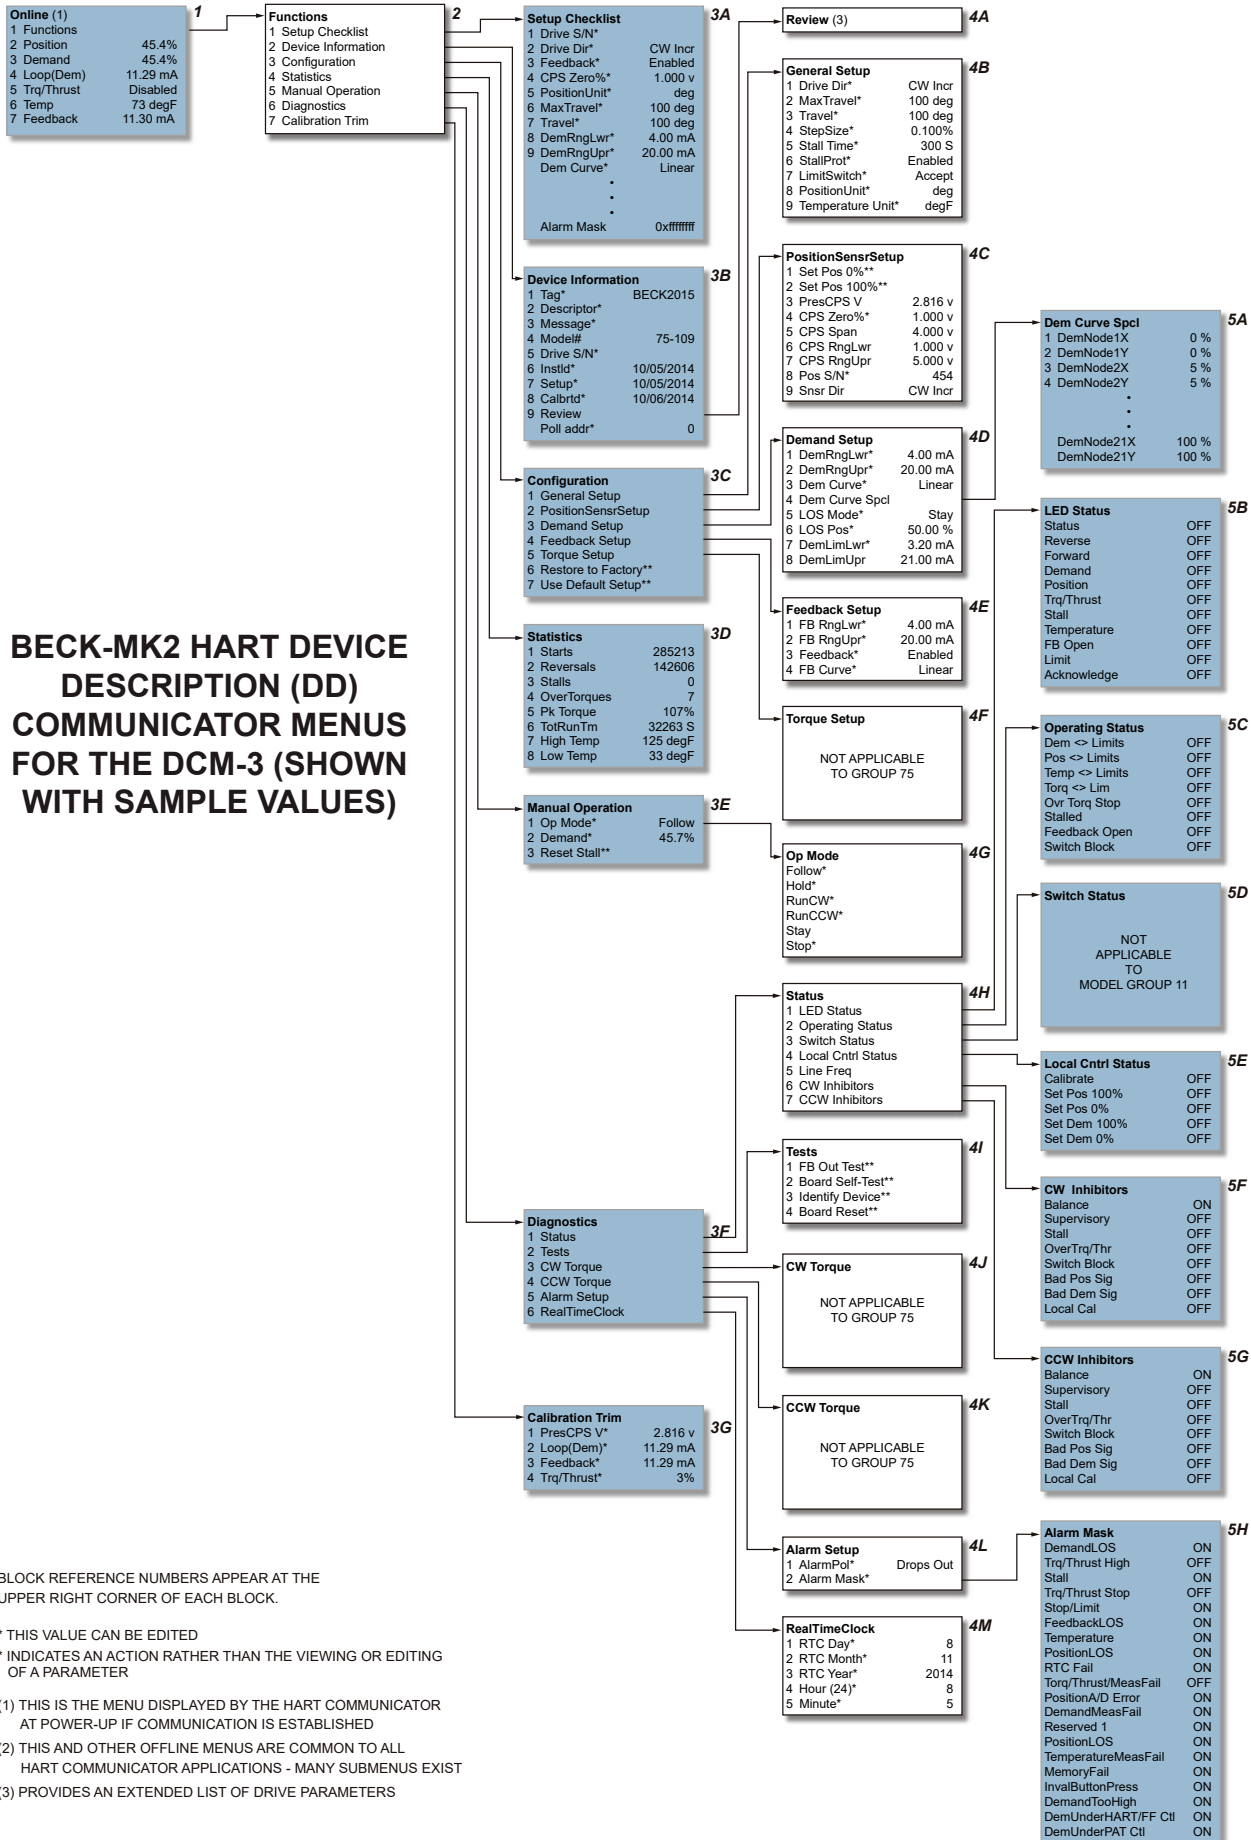 Online (1)
1 Functions
2 Position 45.4%
3 Demand 45.4%
4 Loop(Dem) 11.29 mA
5 Trq/Thrust Disabled
6 Temp 73 degF
7 Feedback 11.30 mA
1
Functions
1 Setup Checklist
2 Device Information
3 Configuration
4 Statistics
5 Manual Operation
6 Diagnostics
7 Calibration Trim
2
Setup Checklist
1 Drive S/N*
2 Drive Dir* CW Incr
3 Feedback* Enabled
4 CPS Zero%* 1.000 v
5 PositionUnit* deg
6 MaxTravel* 100 deg
7 Travel* 100 deg
8 DemRngLwr* 4.00 mA
9 DemRngUpr* 20.00 mA
Dem Curve* Linear
•
•
•
Alarm Mask 0xffffffff
3A
Device Information
1 Tag* BECK2015
2 Descriptor*
3 Message*
4 Model# 75-109
5 Drive S/N*
6 Instld* 10/05/2014
7 Setup* 10/05/2014
8 Calbrtd* 10/06/2014
9 Review
Poll addr* 0
3B
Configuration
1 General Setup
2 PositionSensrSetup
3 Demand Setup
4 Feedback Setup
5 Torque Setup
6 Restore to Factory**
7 Use Default Setup**
3C
Statistics
1 Starts 285213
2 Reversals 142606
3 Stalls 0
4 OverTorques 7
5 Pk Torque 107%
6 TotRunTm 32263 S
7 High Temp 125 degF
8 Low Temp 33 degF
3D
Manual Operation
1 Op Mode* Follow
2 Demand* 45.7%
3 Reset Stall**
3E
Diagnostics
1 Status
2 Tests
3 CW Torque
4 CCW Torque
5 Alarm Setup
6 RealTimeClock
3F
Calibration Trim
1 PresCPS V* 2.816 v
2 Loop(Dem)* 11.29 mA
3 Feedback* 11.29 mA
4 Trq/Thrust* 3%
3G
Review (3)
4A
General Setup
1 Drive Dir* CW Incr
2 MaxTravel* 100 deg
3 Travel* 100 deg
4 StepSize* 0.100%
5 Stall Time* 300 S
6 StallProt* Enabled
7 LimitSwitch* Accept
8 PositionUnit* deg
9 Temperature Unit* degF
4B
PositionSensrSetup
1 Set Pos 0%**
2 Set Pos 100%**
3 PresCPS V 2.816 v
4 CPS Zero%* 1.000 v
5 CPS Span 4.000 v
6 CPS RngLwr 1.000 v
7 CPS RngUpr 5.000 v
8 Pos S/N* 454
9 Snsr Dir CW Incr
4C
Demand Setup
1 DemRngLwr* 4.00 mA
2 DemRngUpr* 20.00 mA
3 Dem Curve* Linear
4 Dem Curve Spcl
5 LOS Mode* Stay
6 LOS Pos* 50.00 %
7 DemLimLwr* 3.20 mA
8 DemLimUpr 21.00 mA
4D
Feedback Setup
1 FB RngLwr* 4.00 mA
2 FB RngUpr* 20.00 mA
3 Feedback* Enabled
4 FB Curve* Linear
4E
Torque Setup
NOT APPLICABLE
TO GROUP 75
4F
Op Mode
Follow*
Hold*
RunCW*
RunCCW*
Stay
Stop*
4G
Status
1 LED Status
2 Operating Status
3 Switch Status
4 Local Cntrl Status
5 Line Freq
6 CW Inhibitors
7 CCW Inhibitors
4H
Tests
1 FB Out Test**
2 Board Self-Test**
3 Identify Device**
4 Board Reset**
4I
CW Torque
NOT APPLICABLE
TO GROUP 75
4J
CCW Torque
NOT APPLICABLE
TO GROUP 75
4K
Alarm Setup
1 AlarmPol* Drops Out
2 Alarm Mask*
4L
RealTimeClock
1 RTC Day* 8
2 RTC Month* 11
3 RTC Year* 2014
4 Hour (24)* 8
5 Minute* 5
4M
Dem Curve Spcl
1 DemNode1X 0 %
2 DemNode1Y 0 %
3 DemNode2X 5 %
4 DemNode2Y 5 %
•
•
•
DemNode21X 100 %
DemNode21Y 100 %
5A
LED Status
Status OFF
Reverse OFF
Forward OFF
Demand OFF
Position OFF
Trq/Thrust OFF
Stall OFF
Temperature OFF
FB Open OFF
Limit OFF
Acknowledge OFF
5B
Operating Status
Dem <> Limits OFF
Pos <> Limits OFF
Temp <> Limits OFF
Torq <> Lim OFF
Ovr Torq Stop OFF
Stalled OFF
Feedback Open OFF
Switch Block OFF
5C
Switch Status
NOT
APPLICABLE
TO
MODEL GROUP 11
5D
Local Cntrl Status
Calibrate OFF
Set Pos 100% OFF
Set Pos 0% OFF
Set Dem 100% OFF
Set Dem 0% OFF
5E
CW Inhibitors
Balance ON
Supervisory OFF
Stall OFF
OverTrq/Thr OFF
Switch Block OFF
Bad Pos Sig OFF
Bad Dem Sig OFF
Local Cal OFF
5F
CCW Inhibitors
Balance ON
Supervisory OFF
Stall OFF
OverTrq/Thr OFF
Switch Block OFF
Bad Pos Sig OFF
Bad Dem Sig OFF
Local Cal OFF
5G
Alarm Mask
DemandLOS ON
Trq/Thrust High OFF
Stall ON
Trq/Thrust Stop OFF
Stop/Limit ON
FeedbackLOS ON
Temperature ON
PositionLOS ON
RTC Fail ON
Torq/Thrust/MeasFail OFF
PositionA/D Error ON
DemandMeasFail ON
Reserved 1 ON
PositionLOS ON
TemperatureMeasFail ON
MemoryFail ON
InvalButtonPress ON
DemandTooHigh ON
DemUnderHART/FF Ctl ON
DemUnderPAT Ctl ON
5H
BECK-MK2 HART DEVICE
DESCRIPTION (DD)
COMMUNICATOR MENUS
FOR THE DCM-3 (SHOWN
WITH SAMPLE VALUES)
BLOCK REFERENCE NUMBERS APPEAR AT THE
UPPER RIGHT CORNER OF EACH BLOCK.
* THIS VALUE CAN BE EDITED
* INDICATES AN ACTION RATHER THAN THE VIEWING OR EDITING
OF A PARAMETER
(1) THIS IS THE MENU DISPLAYED BY THE HART COMMUNICATOR
AT POWER-UP IF COMMUNICATION IS ESTABLISHED
(2) THIS AND OTHER OFFLINE MENUS ARE COMMON TO ALL
HART COMMUNICATOR APPLICATIONS - MANY SUBMENUS EXIST
(3) PROVIDES AN EXTENDED LIST OF DRIVE PARAMETERS